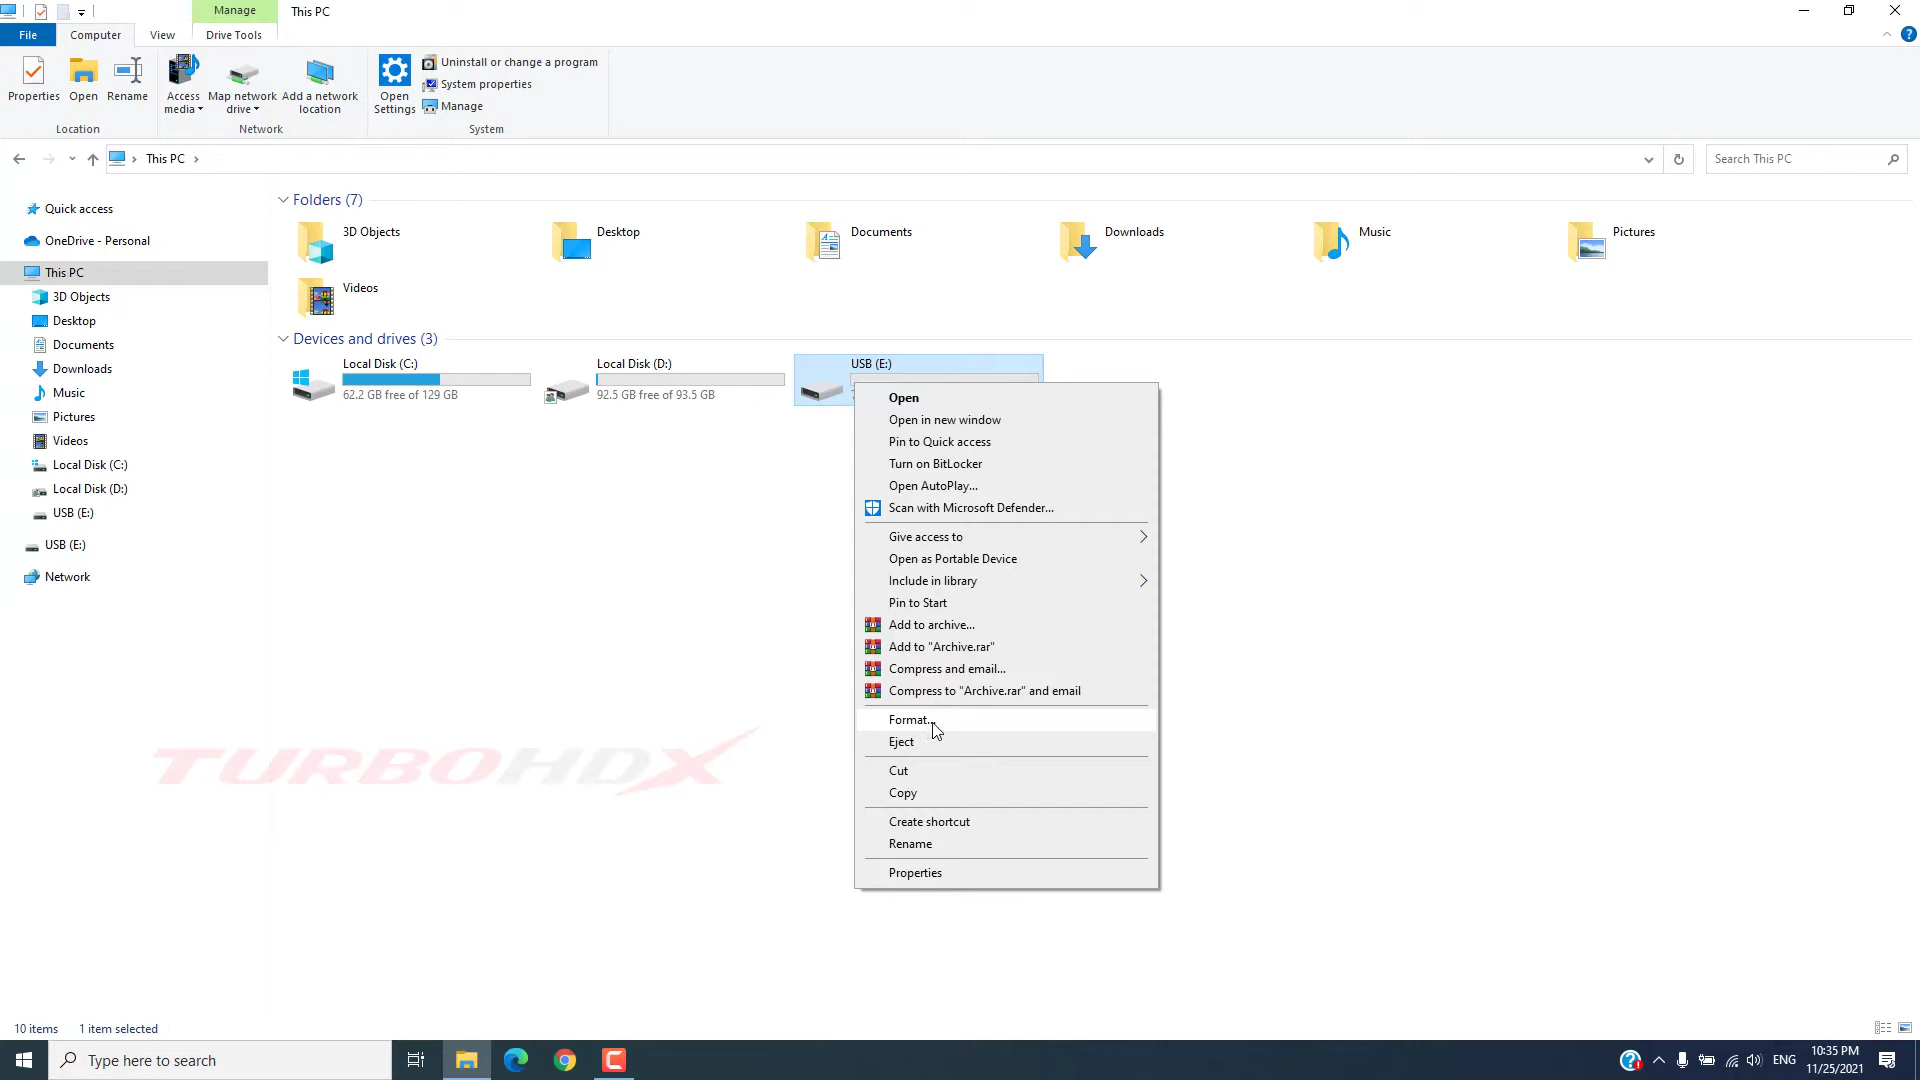 Manage
This PC
File
Computer
View
Drive Tools
Properties
Open
Rename
Access media
Map network drive
Add a network location
Open Settings
Uninstall or change a program
System properties
Manage
Location
Network
System
This PC
Search This PC
Quick access
OneDrive - Personal
This PC
3D Objects
Desktop
Documents
Downloads
Music
Pictures
Videos
Local Disk (C:)
Local Disk (D:)
USB (E:)
USB (E:)
Network
Folders (7)
3D Objects
Desktop
Documents
Downloads
Music
Pictures
Videos
Devices and drives (3)
Local Disk (C:)
62.2 GB free of 129 GB
Local Disk (D:)
92.5 GB free of 93.5 GB
USB (E:)
Open
Open in new window
Pin to Quick access
Turn on BitLocker
Open AutoPlay...
Scan with Microsoft Defender...
Give access to
Open as Portable Device
Include in library
Pin to Start
Add to archive...
Add to "Archive.rar"
Compress and email...
Compress to "Archive.rar" and email
Format...
Eject
Cut
Copy
Create shortcut
Rename
Properties
TURBOHDX
10 items
1 item selected
Type here to search
ENG
10:35 PM
11/25/2021